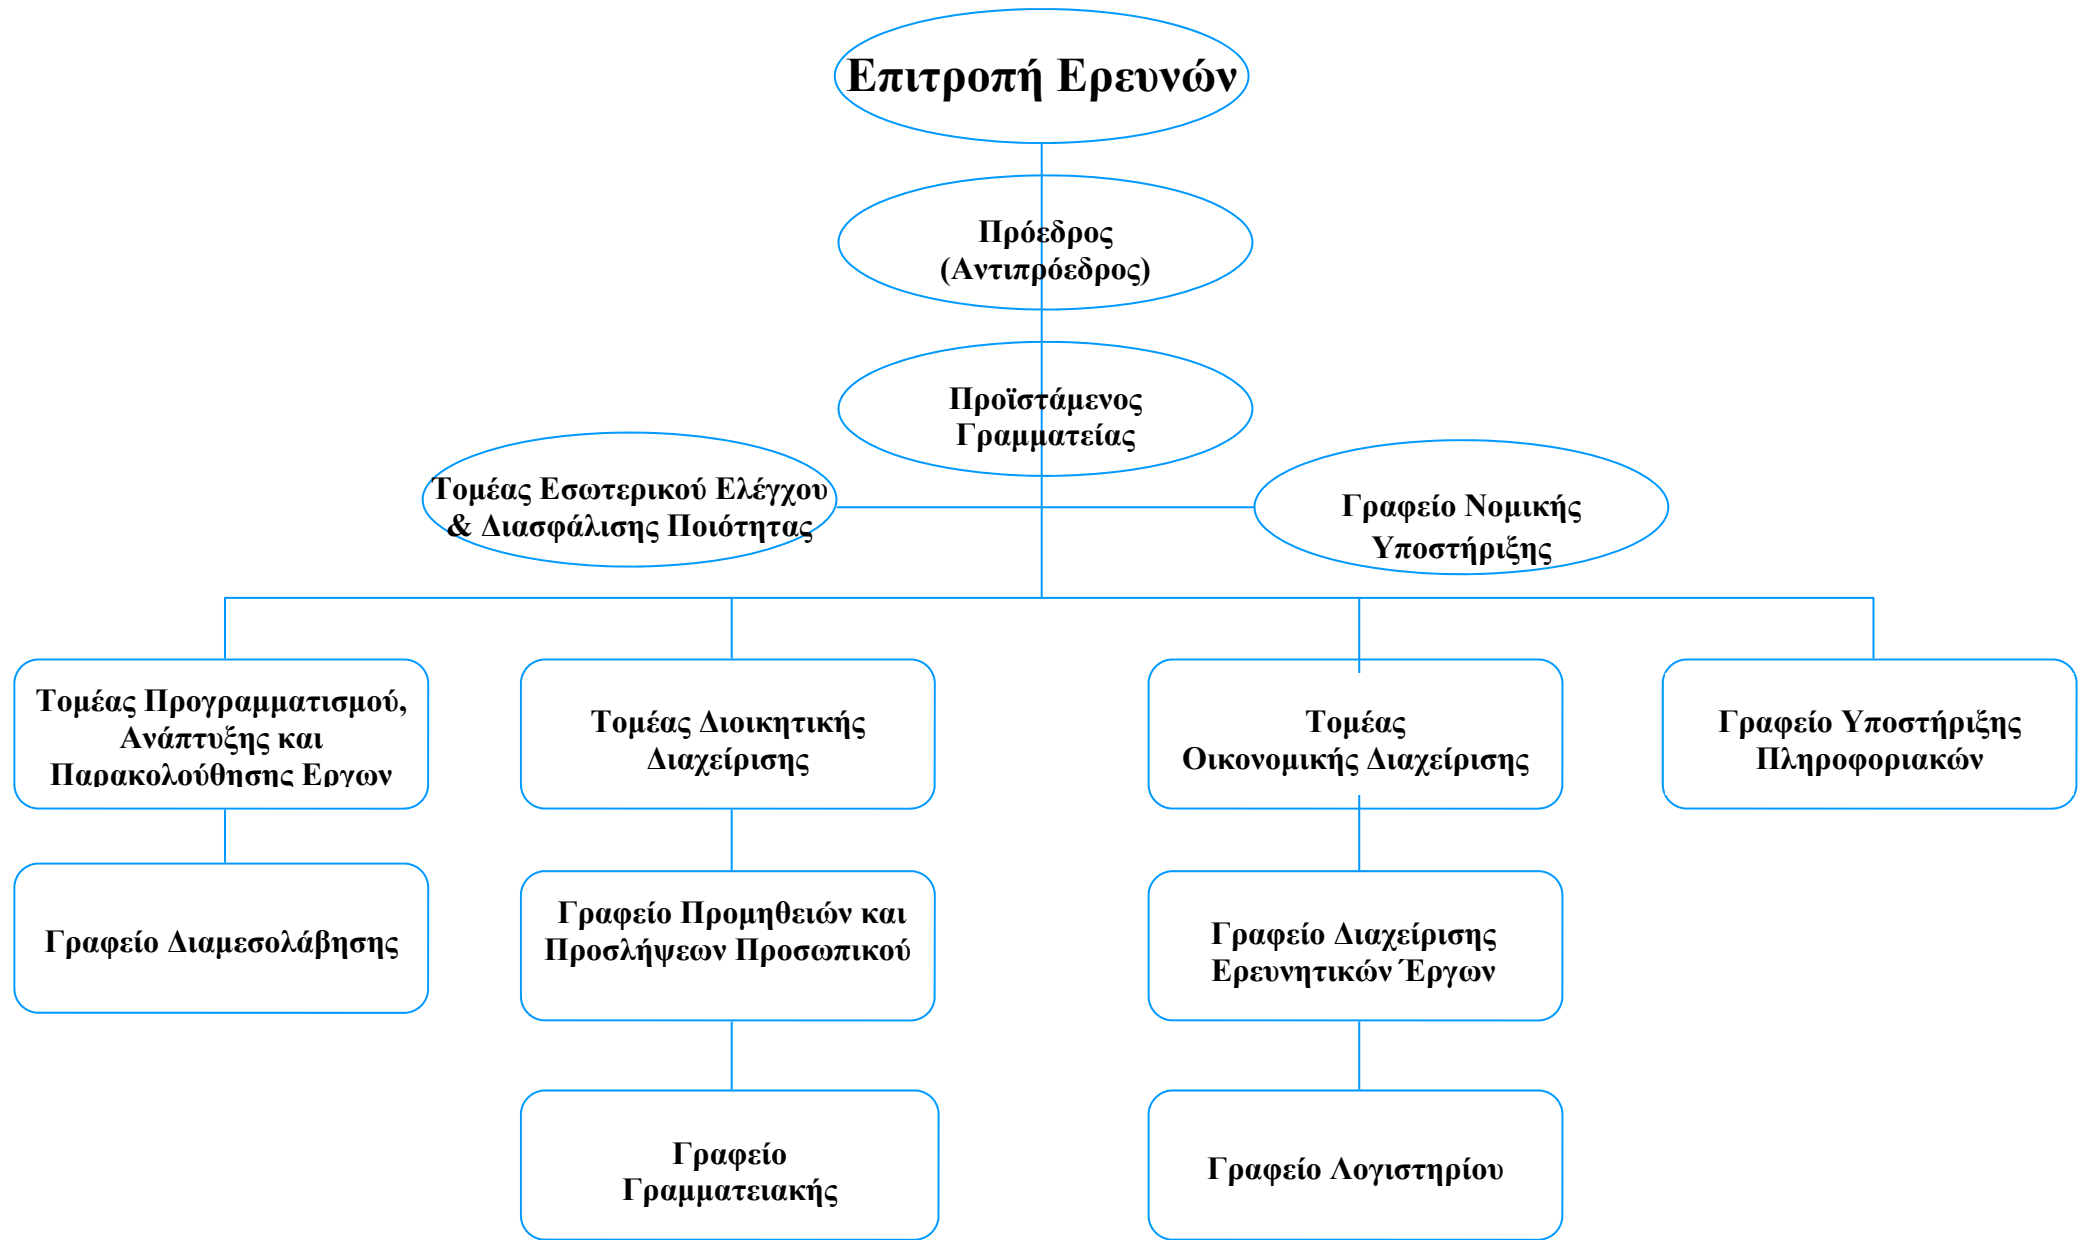 Επιτροπή Ερευνών
Πρόεδρος
(Αντιπρόεδρος)
Προϊστάμενος
Γραμματείας
Τομέας Εσωτερικού Ελέγχου
& Διασφάλισης Ποιότητας
Γραφείο Νομικής
Υποστήριξης
Τομέας Προγραμματισμού,
Ανάπτυξης και
Παρακολούθησης Εργων
Τομέας Διοικητικής
Διαχείρισης
Τομέας
Οικονομικής Διαχείρισης
Γραφείο Υποστήριξης
Πληροφοριακών
Γραφείο Διαμεσολάβησης
Γραφείο Προμηθειών και
Προσλήψεων Προσωπικού
Γραφείο Διαχείρισης
Ερευνητικών Έργων
Γραφείο
Γραμματειακής
Γραφείο Λογιστηρίου